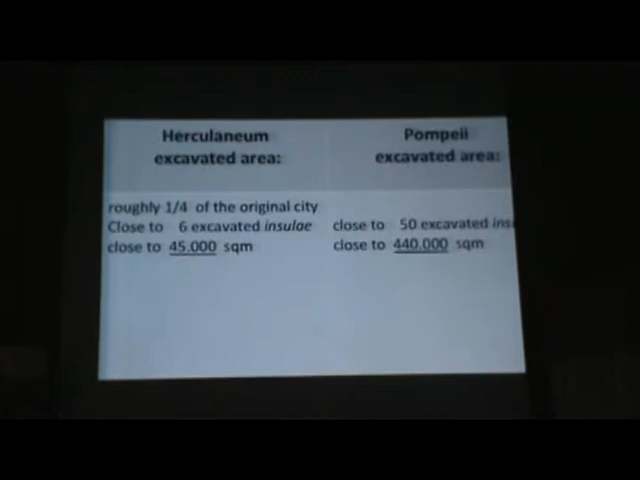 Herculaneum
excavated area:
Pompeii
excavated area:
roughly 1/4 of the original city
Close to 6 excavated insulae
close to 45.000 sqm
close to 50 excavated
close to 440.000 sqm